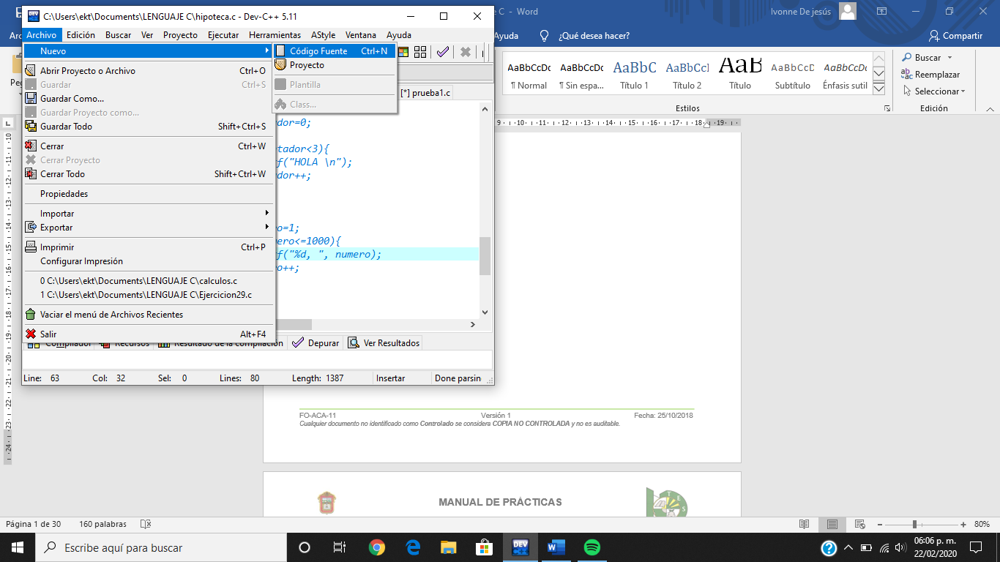 C:\Users\ekt\Documents\LENGUAJE C\hipoteca.c - Dev-C++ 5.11
C - Word
Ivonne De jesús
Archivo Edición Buscar Ver Proyecto Ejecutar Herramientas AStyle Ventana Ayuda
Ayuda
¿Qué desea hacer?
Compartir
Nuevo
Código Fuente Ctrl+N
Proyecto
Plantilla
Class...
Abrir Proyecto o Archivo Ctrl+O
Guardar Ctrl+S
Guardar Como...
Guardar Proyecto como...
Guardar Todo Shift+Ctrl+S
Cerrar Ctrl+W
Cerrar Proyecto
Cerrar Todo Shift+Ctrl+W
Propiedades
Importar
Exportar
Imprimir Ctrl+P
Configurar Impresión
0 C:\Users\ekt\Documents\LENGUAJE C\calculos.c
1 C:\Users\ekt\Documents\LENGUAJE C\Ejercicion29.c
Vaciar el menú de Archivos Recientes
Salir Alt+F4
[*] prueba1.c
dor=0;
tador<3){
f("HOLA \n");
dor++;
o=1;
ero<=1000){
f("%d, ", numero);
o++;
Compilador Recursos Resultado de la compilación Depurar Ver Resultados
Line: 63 Col: 32 Sel: 0 Lines: 80 Length: 1387 Insertar Done parsin
AaBbCcDc AaBbCcDc AaBbC AaBbCcI AaB AaBbCcD AaBbCcDc
¶ Normal ¶ Sin espa... Título 1 Título 2 Título Subtítulo Énfasis sutil
Estilos
Buscar
Reemplazar
Seleccionar
Edición
9 10 11 12 13 14 15 16 17 18 19
10 11 12 13 14 15 16 17 18 19 20 21 22 23 24
FO-ACA-11 Versión 1 Fecha: 25/10/2018
Cualquier documento no identificado como Controlado se considera COPIA NO CONTROLADA y no es auditable.
MANUAL DE PRÁCTICAS
T E S
Página 1 de 30 160 palabras
80%
Escribe aquí para buscar
DEV
06:06 p. m.
22/02/2020